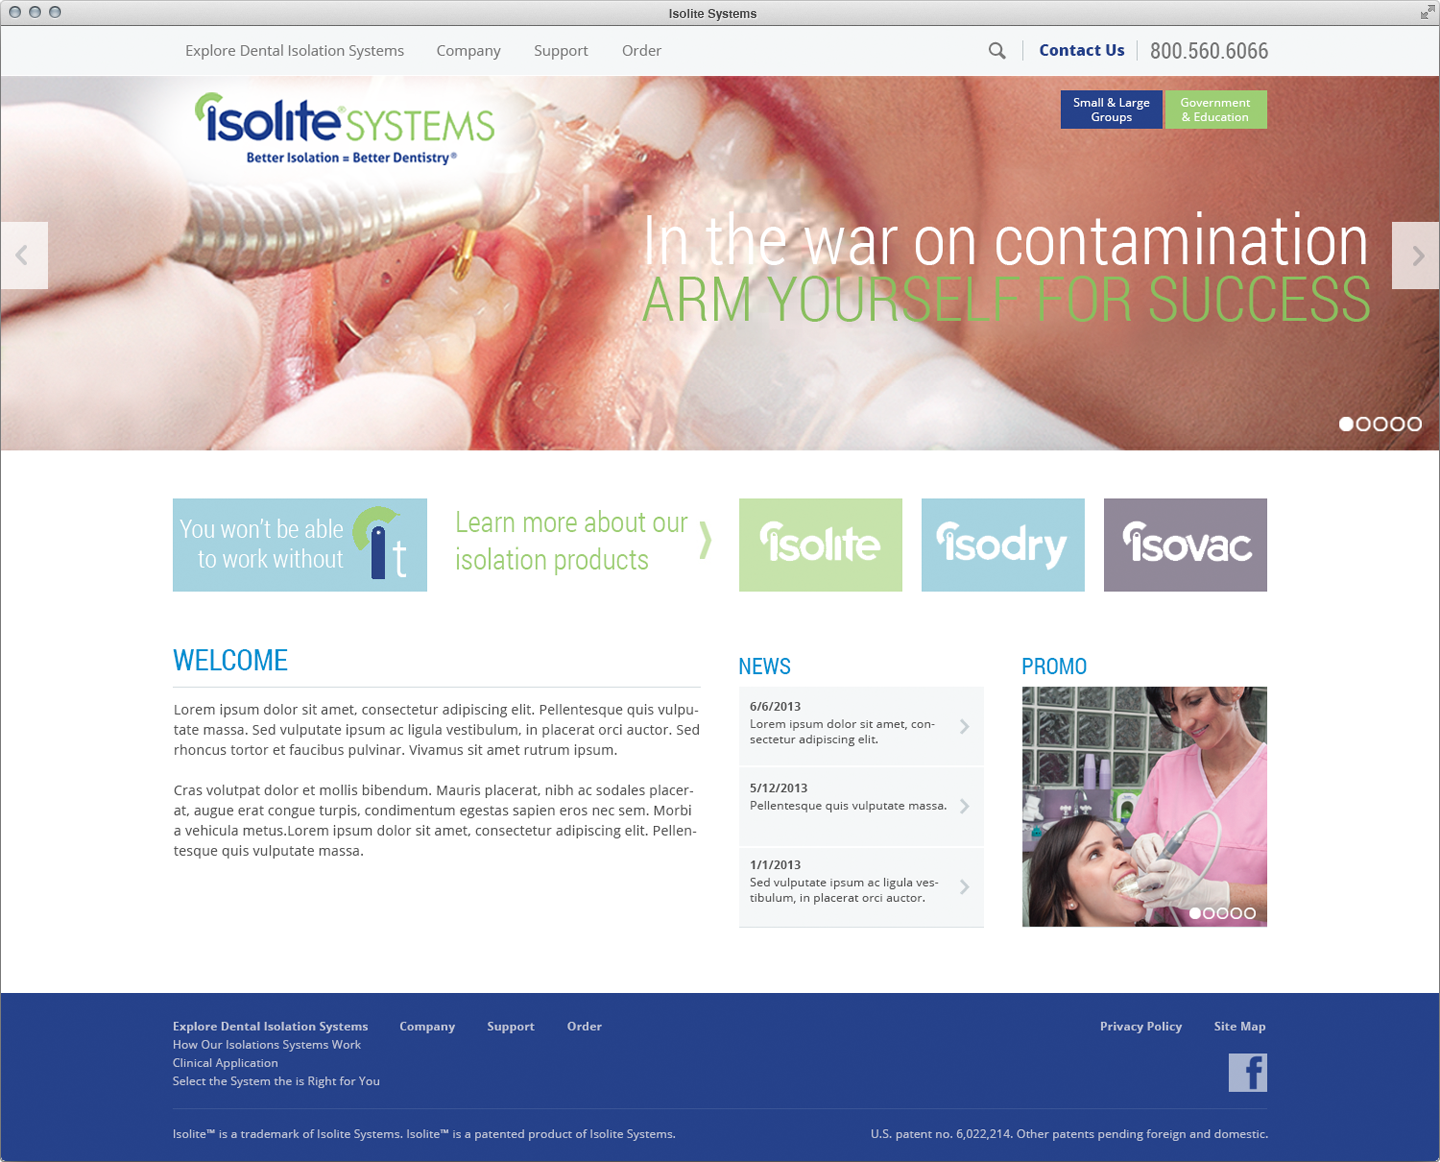 Isolite Systems
Explore Dental Isolation Systems
Company
Support
Order
Contact Us
800.560.6066
isolite® SYSTEMS
Better Isolation = Better Dentistry®
Small & Large
Groups
Government
& Education
In the war on contamination
ARM YOURSELF FOR SUCCESS
You won't be able
to work without it
Learn more about our
isolation products
isolite
isodry
isovac
WELCOME
Lorem ipsum dolor sit amet, consectetur adipiscing elit. Pellentesque quis vulpu-
tate massa. Sed vulputate ipsum ac ligula vestibulum, in placerat orci auctor. Sed
rhoncus tortor et faucibus pulvinar. Vivamus sit amet rutrum ipsum.
Cras volutpat dolor et mollis bibendum. Mauris placerat, nibh ac sodales placer-
at, augue erat congue turpis, condimentum egestas sapien eros nec sem. Morbi
a vehicula metus.Lorem ipsum dolor sit amet, consectetur adipiscing elit. Pellen-
tesque quis vulputate massa.
NEWS
6/6/2013
Lorem ipsum dolor sit amet, con-
sectetur adipiscing elit.
5/12/2013
Pellentesque quis vulputate massa.
1/1/2013
Sed vulputate ipsum ac ligula ves-
tibulum, in placerat orci auctor.
PROMO
Explore Dental Isolation Systems
How Our Isolations Systems Work
Clinical Application
Select the System the is Right for You
Company
Support
Order
Privacy Policy
Site Map
f
Isolite™ is a trademark of Isolite Systems. Isolite™ is a patented product of Isolite Systems.
U.S. patent no. 6,022,214. Other patents pending foreign and domestic.